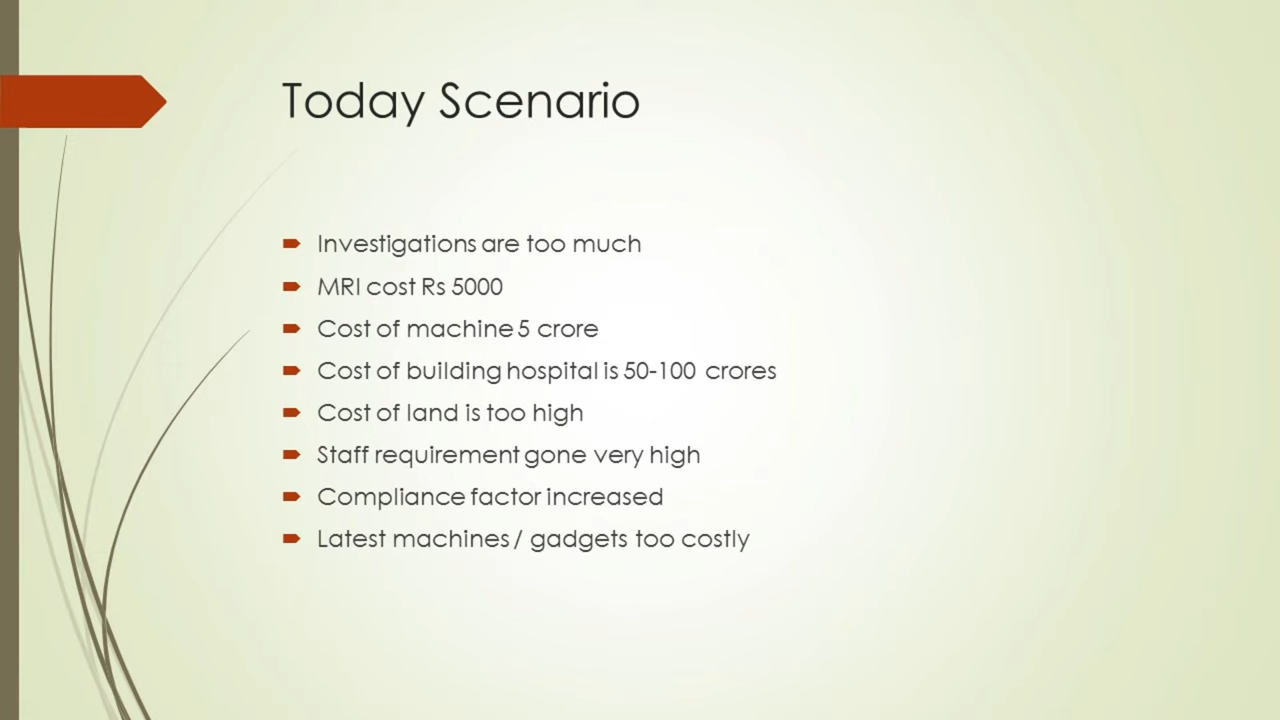 Today Scenario
Investigations are too much
MRI cost Rs 5000
Cost of machine 5 crore
Cost of building hospital is 50-100 crores
Cost of land is too high
Staff requirement gone very high
Compliance factor increased
Latest machines / gadgets too costly